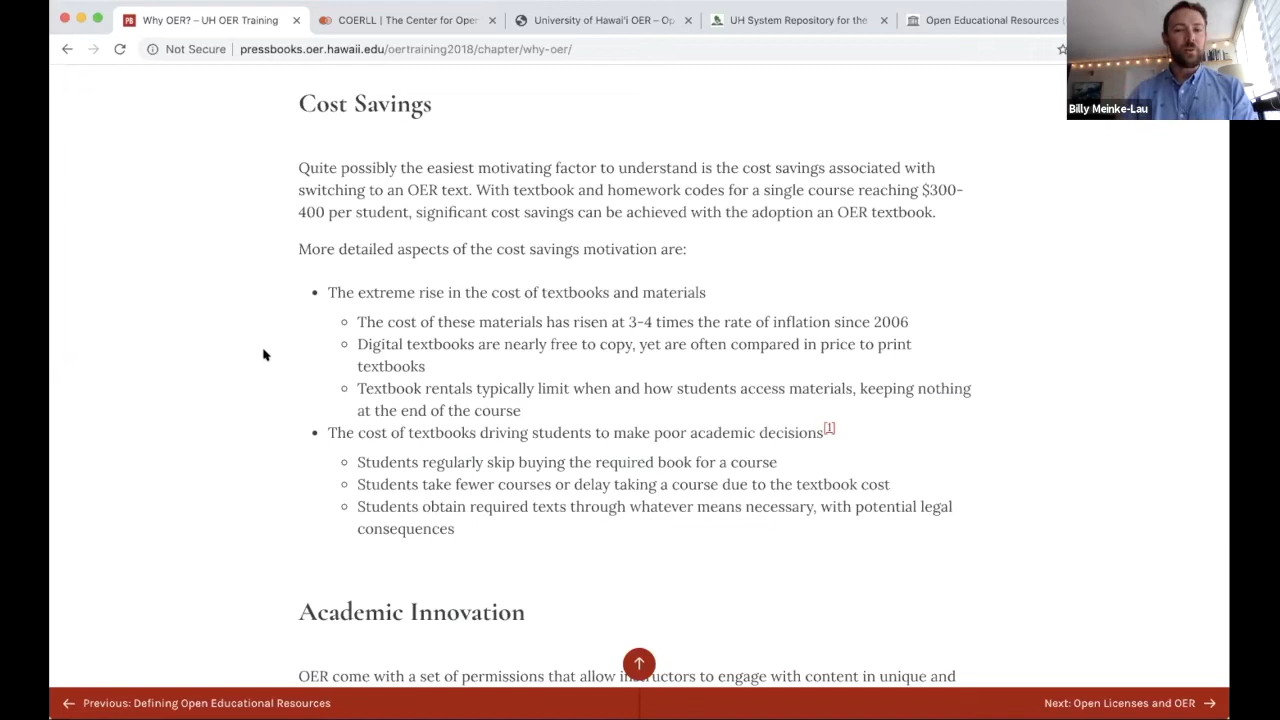 Why OER? – UH OER Training
COERLL | The Center for Open
University of Hawai'i OER – Op
UH System Repository for the
Open Educational Resources (
Not Secure | pressbooks.oer.hawaii.edu/oertraining2018/chapter/why-oer/
Billy Meinke-Lau
Cost Savings
Quite possibly the easiest motivating factor to understand is the cost savings associated with
switching to an OER text. With textbook and homework codes for a single course reaching $300-
400 per student, significant cost savings can be achieved with the adoption an OER textbook.
More detailed aspects of the cost savings motivation are:
• The extreme rise in the cost of textbooks and materials
◦ The cost of these materials has risen at 3-4 times the rate of inflation since 2006
◦ Digital textbooks are nearly free to copy, yet are often compared in price to print
textbooks
◦ Textbook rentals typically limit when and how students access materials, keeping nothing
at the end of the course
• The cost of textbooks driving students to make poor academic decisions[1]
◦ Students regularly skip buying the required book for a course
◦ Students take fewer courses or delay taking a course due to the textbook cost
◦ Students obtain required texts through whatever means necessary, with potential legal
consequences
Academic Innovation
OER come with a set of permissions that allow instructors to engage with content in unique and
← Previous: Defining Open Educational Resources
Next: Open Licenses and OER →